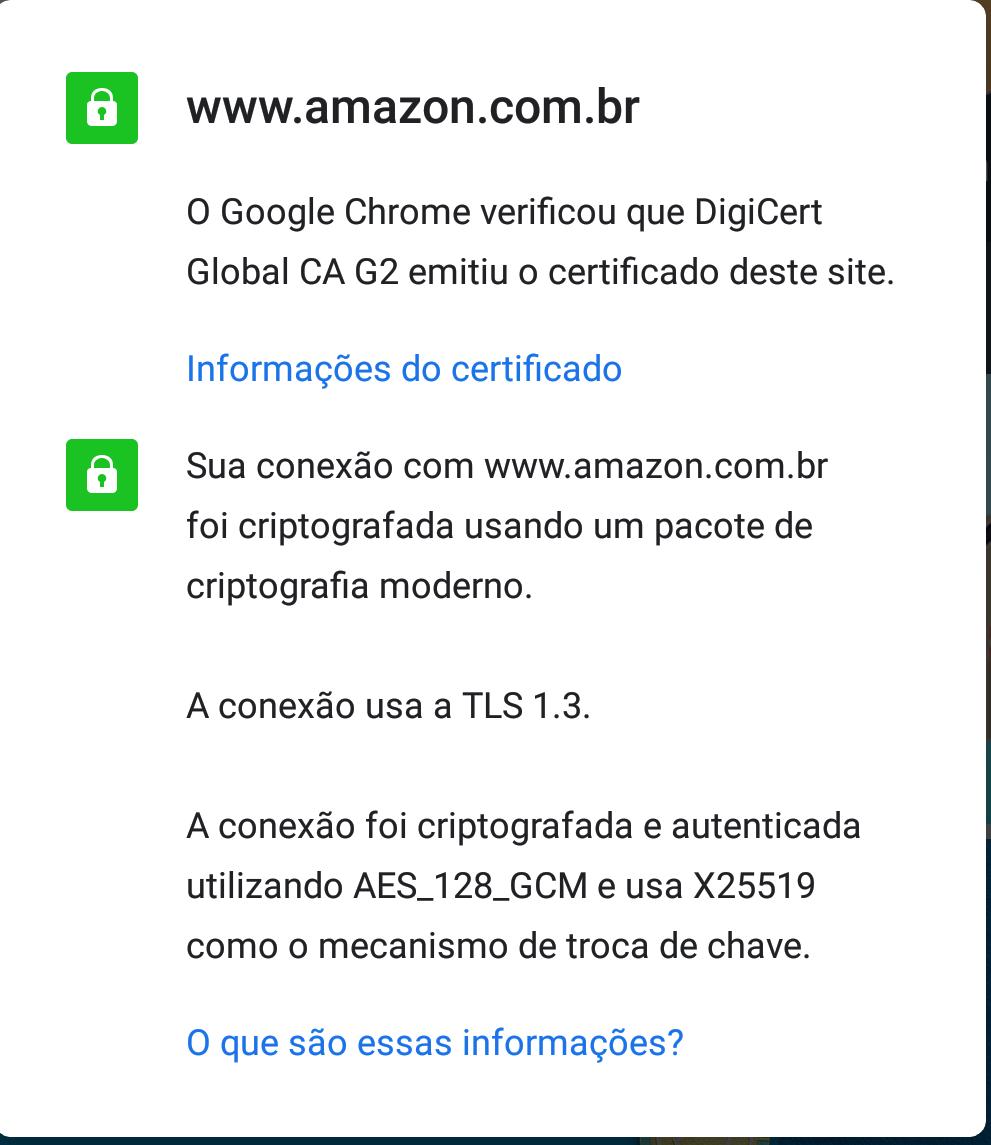 www.amazon.com.br
O Google Chrome verificou que DigiCert
Global CA G2 emitiu o certificado deste site.
Informações do certificado
Sua conexão com www.amazon.com.br
foi criptografada usando um pacote de
criptografia moderno.
A conexão usa a TLS 1.3.
A conexão foi criptografada e autenticada
utilizando AES_128_GCM e usa X25519
como o mecanismo de troca de chave.
O que são essas informações?